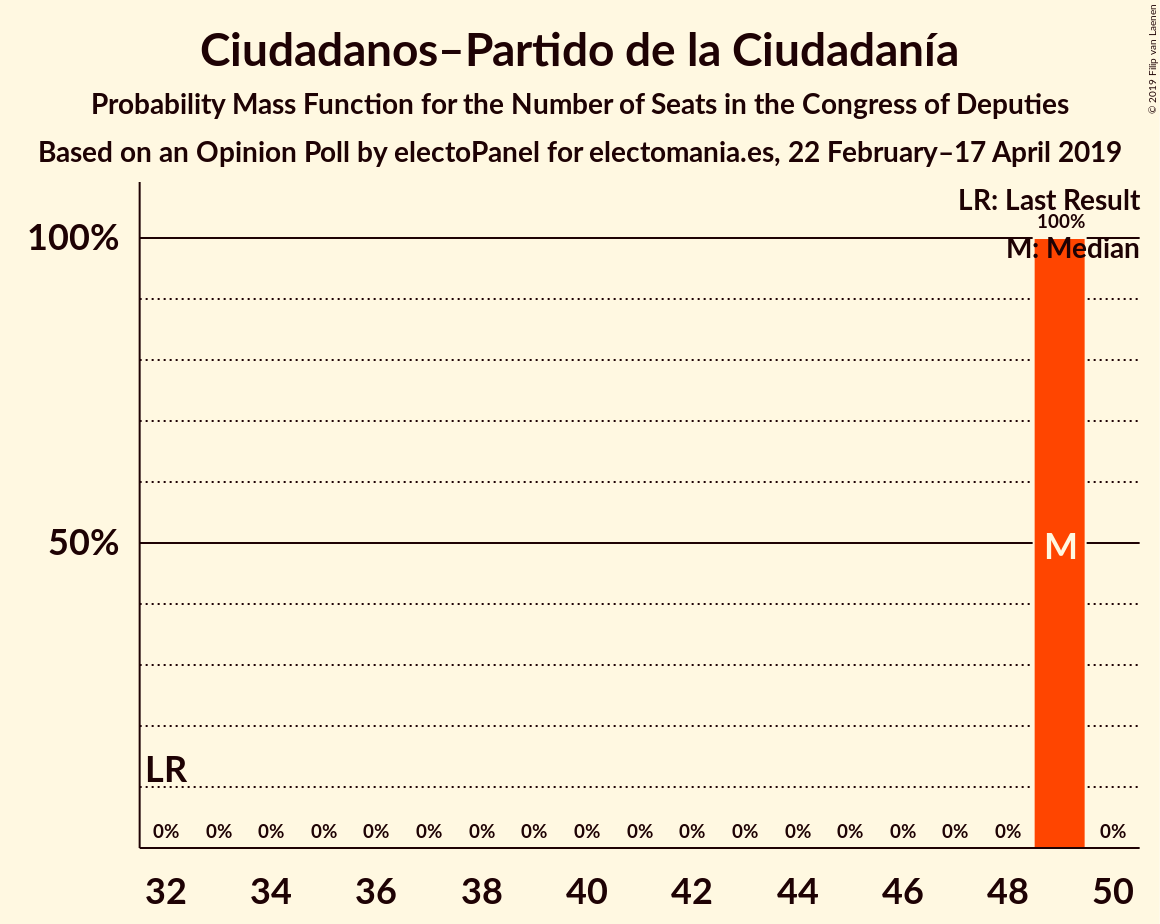 Ciudadanos–Partido de la Ciudadanía
Probability Mass Function for the Number of Seats in the Congress of Deputies
Based on an Opinion Poll by electoPanel for electomania.es, 22 February–17 April 2019
© 2019 Filip van Laenen
LR: Last Result
100%
100%
M: Median
50%
M
LR
0% 0% 0% 0% 0% 0% 0% 0% 0% 0% 0% 0% 0% 0% 0% 0% 0% 0%
32 34 36 38 40 42 44 46 48 50